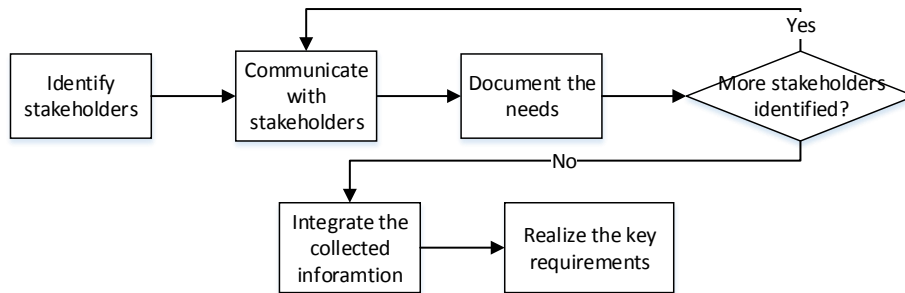 Yes
Identify
stakeholders
Communicate
with
stakeholders
Document the
needs
More stakeholders
identified?
No
Integrate the
collected
inforamtion
Realize the key
requirements